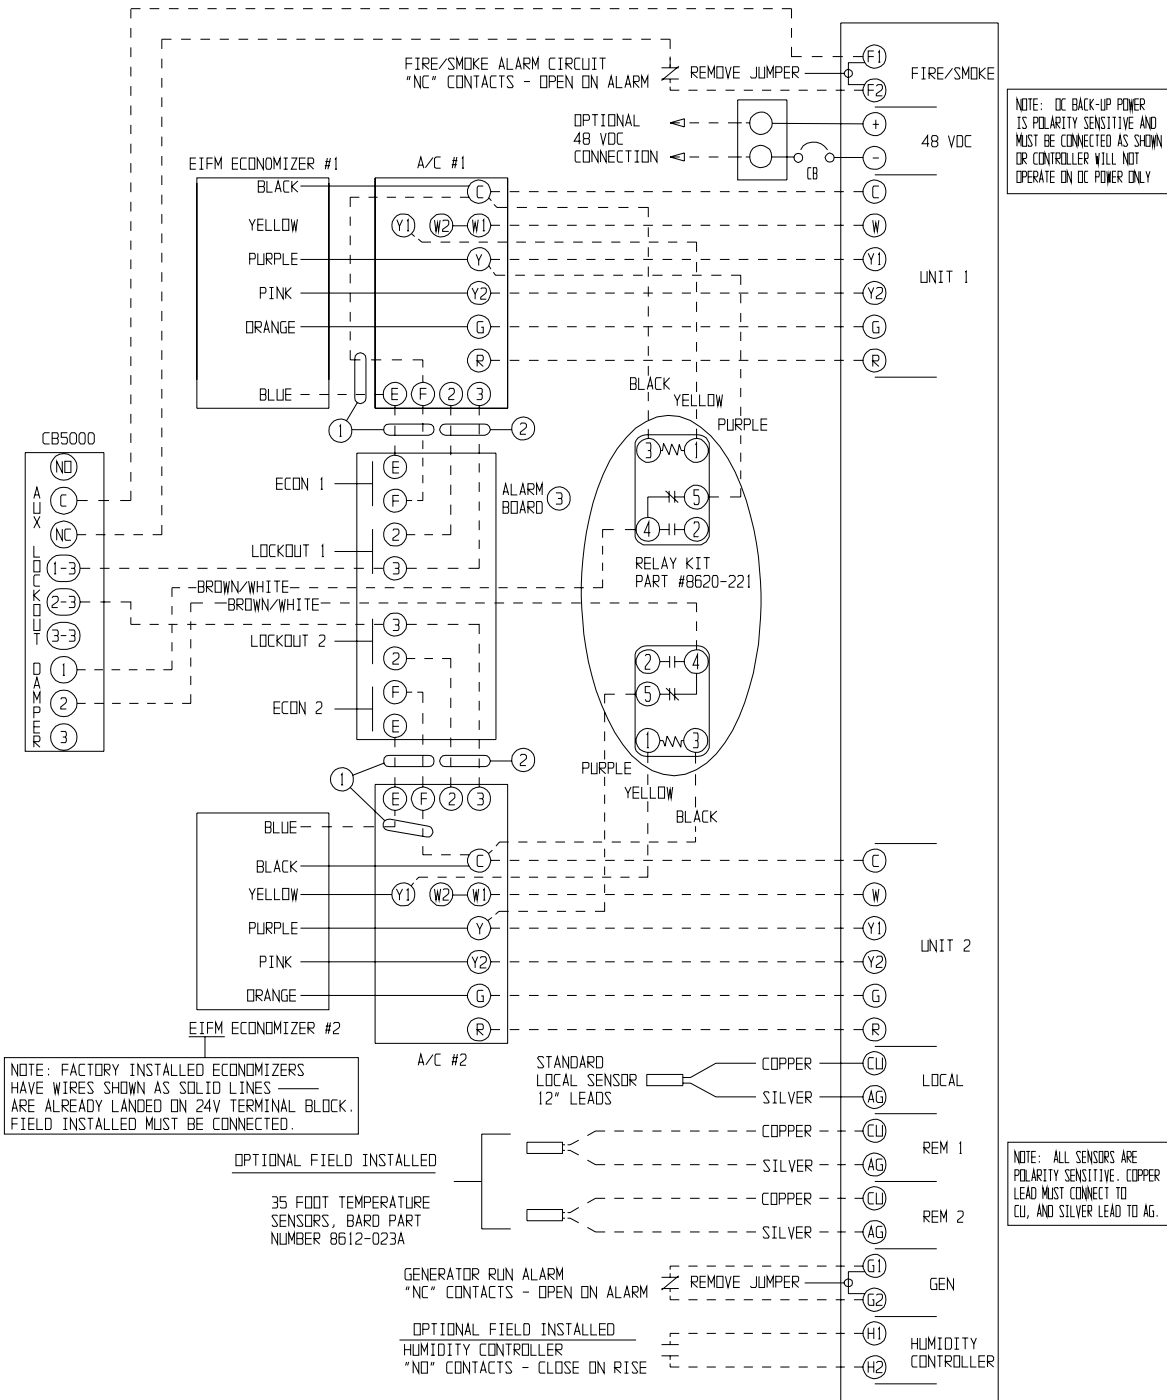 FIRE/SMOKE ALARM CIRCUIT
"NC" CONTACTS - OPEN ON ALARM
REMOVE JUMPER
F1
F2
FIRE/SMOKE
OPTIONAL
48 VDC
CONNECTION
CB
+
-
48 VDC
NOTE: DC BACK-UP POWER
IS POLARITY SENSITIVE AND
MUST BE CONNECTED AS SHOWN
OR CONTROLLER WILL NOT
OPERATE ON DC POWER ONLY
EIFM ECONOMIZER #1
BLACK
YELLOW
PURPLE
PINK
ORANGE
BLUE
A/C #1
C
Y1 W2 W1
Y
Y2
G
R
E F 2 3
C
W
Y1
Y2
G
R
UNIT 1
1
2
BLACK
YELLOW
PURPLE
3 1
5
4 2
RELAY KIT
PART #8620-221
CB5000
AUX LOCKOUT DAMPER
NO
C
NC
1-3
2-3
3-3
1
2
3
BROWN/WHITE
BROWN/WHITE
ECON 1
E
F
LOCKOUT 1
2
3
ALARM
BOARD 3
LOCKOUT 2
3
2
ECON 2
F
E
2 4
5
1 3
PURPLE
YELLOW
BLACK
1
2
E F 2 3
BLUE
BLACK
YELLOW
PURPLE
PINK
ORANGE
EIFM ECONOMIZER #2
C
Y1 W2 W1
Y
Y2
G
R
A/C #2
C
W
Y1
Y2
G
R
UNIT 2
NOTE: FACTORY INSTALLED ECONOMIZERS
HAVE WIRES SHOWN AS SOLID LINES
ARE ALREADY LANDED ON 24V TERMINAL BLOCK.
FIELD INSTALLED MUST BE CONNECTED.
STANDARD
LOCAL SENSOR
12" LEADS
COPPER
SILVER
CU
AG
LOCAL
OPTIONAL FIELD INSTALLED
35 FOOT TEMPERATURE
SENSORS, BARD PART
NUMBER 8612-023A
COPPER
SILVER
CU
AG
REM 1
COPPER
SILVER
CU
AG
REM 2
NOTE: ALL SENSORS ARE
POLARITY SENSITIVE. COPPER
LEAD MUST CONNECT TO
CU, AND SILVER LEAD TO AG.
GENERATOR RUN ALARM
"NC" CONTACTS - OPEN ON ALARM
REMOVE JUMPER
G1
G2
GEN
OPTIONAL FIELD INSTALLED
HUMIDITY CONTROLLER
"NO" CONTACTS - CLOSE ON RISE
H1
H2
HUMIDITY
CONTROLLER